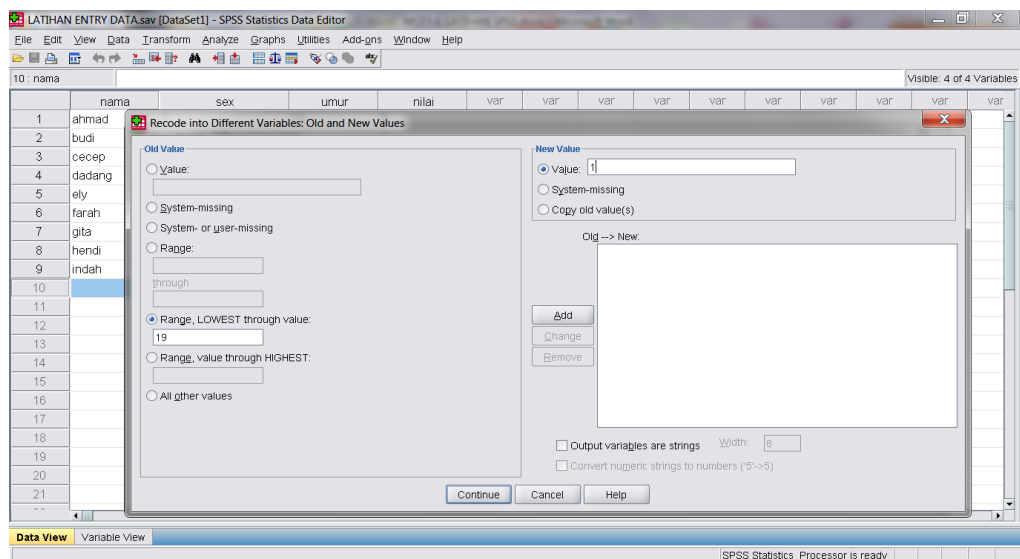 LATIHAN ENTRY DATA.sav [DataSet1] - SPSS Statistics Data Editor
File Edit View Data Transform Analyze Graphs Utilities Add-ons Window Help
10 : nama
Visible: 4 of 4 Variables
nama sex umur nilai var var var var var var var var
1 ahmad
2 budi
3 cecep
4 dadang
5 ely
6 farah
7 gita
8 hendi
9 indah
10
11
12
13
14
15
16
17
18
19
20
21
Recode into Different Variables: Old and New Values
Old Value
Value:
System-missing
System- or user-missing
Range:
through
Range, LOWEST through value:
19
Range, value through HIGHEST:
All other values
New Value
Value: 1
System-missing
Copy old value(s)
Old --> New:
Add
Change
Remove
Output variables are strings Width: 8
Convert numeric strings to numbers ('5'->5)
Continue Cancel Help
Data View Variable View
SPSS Statistics Processor is ready